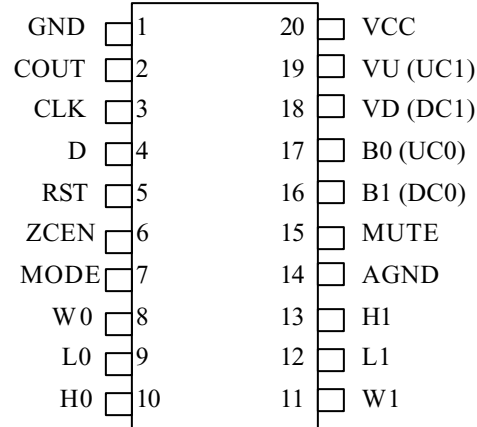 GND 1 20 VCC
COUT 2 19 VU (UC1)
CLK 3 18 VD (DC1)
D 4 17 B0 (UC0)
RST 5 16 B1 (DC0)
ZCEN 6 15 MUTE
MODE 7 14 AGND
W0 8 13 H1
L0 9 12 L1
H0 10 11 W1